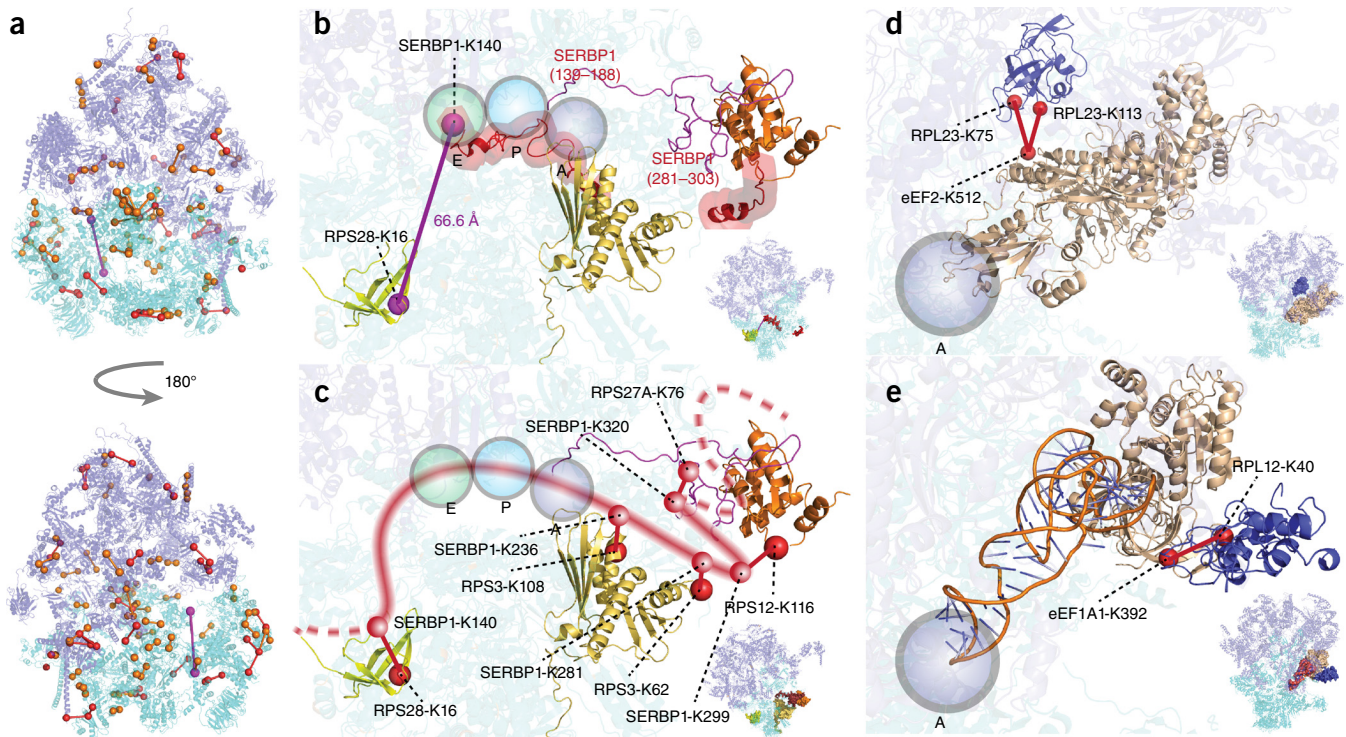 a
180°
b
SERBP1-K140
SERBP1
(139–188)
E
P
A
SERBP1
(281–303)
66.6 Å
RPS28-K16
c
RPS27A-K76
SERBP1-K320
E
P
A
SERBP1-K236
RPS3-K108
RPS12-K116
SERBP1-K140
SERBP1-K281
RPS3-K62
RPS28-K16
SERBP1-K299
d
RPL23-K75
RPL23-K113
eEF2-K512
A
e
RPL12-K40
eEF1A1-K392
A